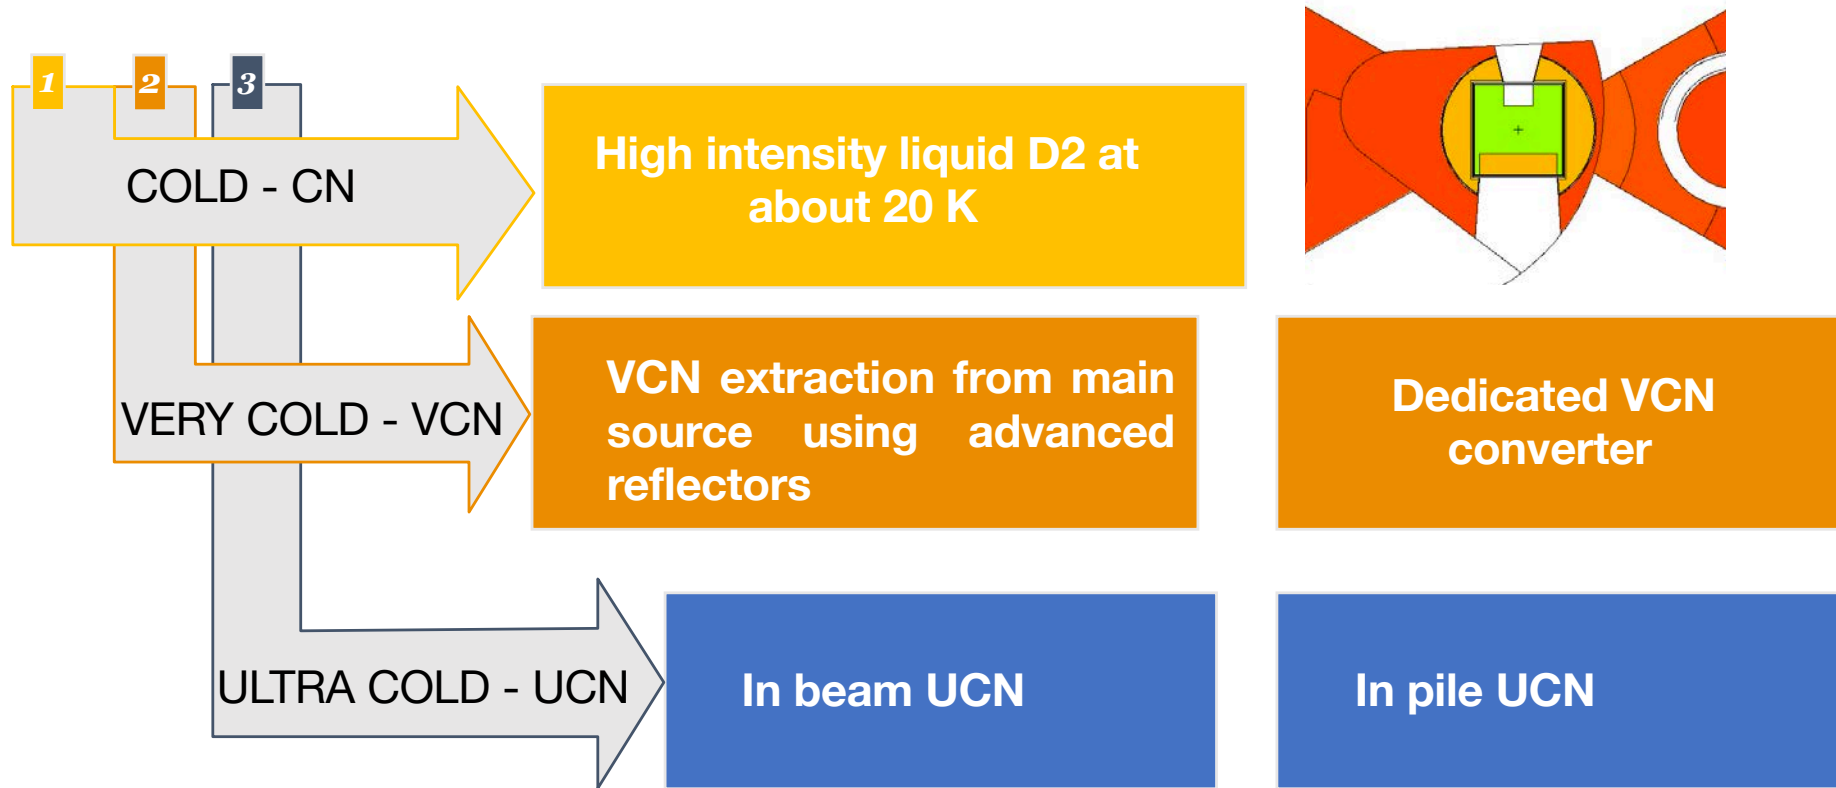 1
2
3
COLD - CN
High intensity liquid D2 at
about 20 K
VERY COLD - VCN
VCN extraction from main
source using advanced
reflectors
Dedicated VCN
converter
ULTRA COLD - UCN
In beam UCN
In pile UCN